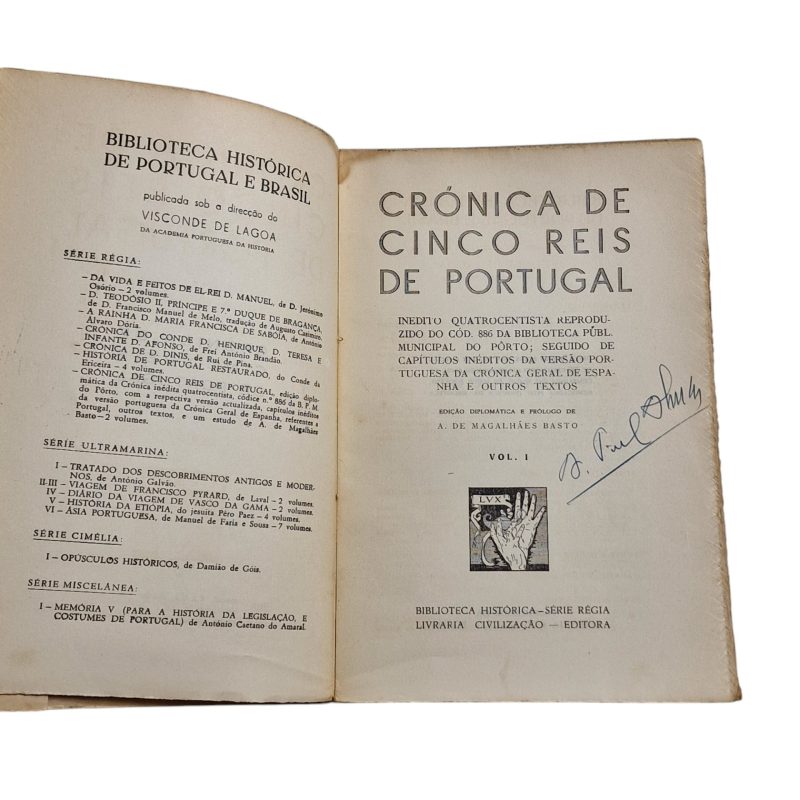 BIBLIOTECA HISTÓRICA
DE PORTUGAL E BRASIL
publicada sob a direcção do
VISCONDE DE LAGOA
DA ACADEMIA PORTUGUESA DA HISTÓRIA
SÉRIE RÉGIA:
– DA VIDA E FEITOS DE EL-REI D. MANUEL, de D. Jerónimo
Osório – 2 volumes.
– D. TEODÓSIO II, PRÍNCIPE E 7.º DUQUE DE BRAGANÇA,
de D. Francisco Manuel de Melo, tradução de Augusto Casimiro.
– A RAINHA D. MARIA FRANCISCA DE SABÓIA, de António
Álvaro Dória.
– CRÓNICA DO CONDE D. HENRIQUE, D. TERESA E
INFANTE D. AFONSO, de Frei António Brandão.
– CRÓNICA DE D. DINIS, de Rui de Pina.
– HISTÓRIA DE PORTUGAL RESTAURADO, do Conde da
Ericeira – 4 volumes.
– CRÓNICA DE CINCO REIS DE PORTUGAL, edição diplo-
mática da Crónica inédita quatrocentista, códice n.º 886 da B. P. M.
do Pôrto, com a respectiva versão actualizada, capítulos inéditos
da versão portuguesa da Crónica Geral de Espanha, referentes a
Portugal, outros textos, e um estudo de A. de Magalhães
Basto – 2 volumes.
SÉRIE ULTRAMARINA:
I – TRATADO DOS DESCOBRIMENTOS ANTIGOS E MODER-
NOS, de António Galvão.
II-III – VIAGEM DE FRANCISCO PYRARD, de Laval – 2 volumes.
IV – DIÁRIO DA VIAGEM DE VASCO DA GAMA – 2 volumes.
V – HISTÓRIA DA ETIÓPIA, do jesuíta Péro Paez – 4 volumes.
VI – ÁSIA PORTUGUESA, de Manuel de Faria e Sousa – 7 volumes.
SÉRIE CIMÉLIA:
I – OPÚSCULOS HISTÓRICOS, de Damião de Góis.
SÉRIE MISCELÂNEA:
I – MEMÓRIA V (PARA A HISTÓRIA DA LEGISLAÇÃO, E
COSTUMES DE PORTUGAL) de António Caetano do Amaral.
CRÓNICA DE
CINCO REIS
DE PORTUGAL
INEDITO QUATROCENTISTA REPRODU-
ZIDO DO CÓD. 886 DA BIBLIOTECA PÚBL.
MUNICIPAL DO PÔRTO; SEGUIDO DE
CAPÍTULOS INÉDITOS DA VERSÃO POR-
TUGUESA DA CRÓNICA GERAL DE ESPA-
NHA E OUTROS TEXTOS
EDIÇÃO DIPLOMÁTICA E PRÓLOGO DE
A. DE MAGALHÃES BASTO
VOL. I
LVX
BIBLIOTECA HISTÓRICA – SÉRIE RÉGIA
LIVRARIA CIVILIZAÇÃO – EDITORA